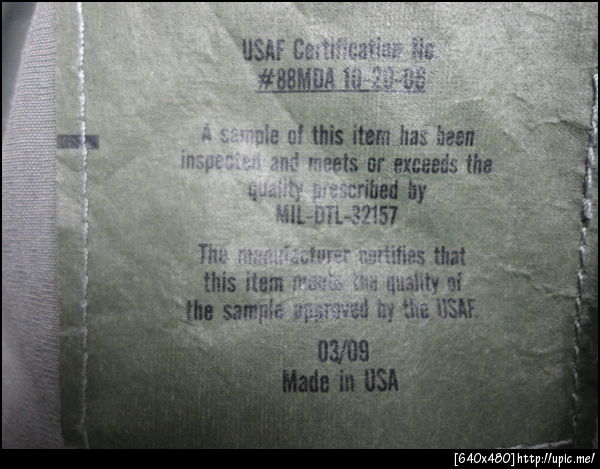 USAF Certification No
#88MDA 10-20-06
A sample of this item has been
inspected and meets or exceeds the
quality prescribed by
MIL-DTL-32157
The manufacturer certifies that
this item meets the quality of
the sample approved by the USAF.
03/09
Made in USA
[640x480]http://upic.me/